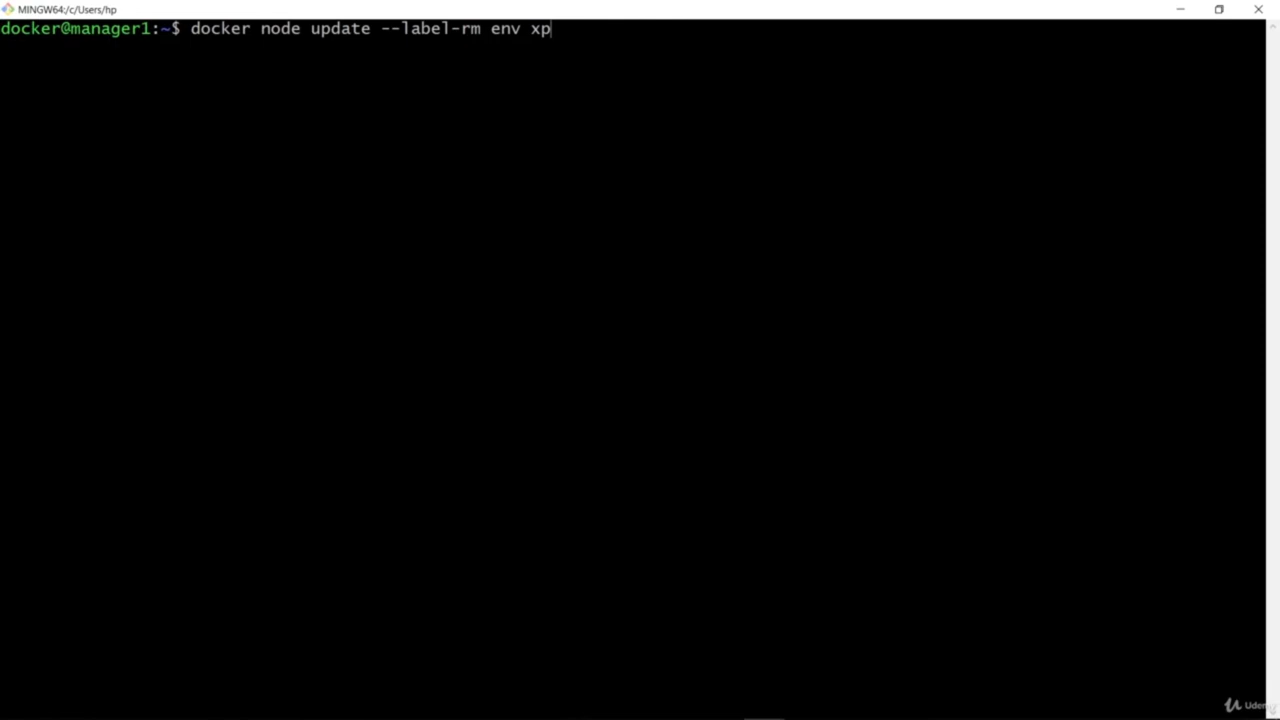 MINGW64:/c/Users/hp
docker@manager1:~$ docker node update --label-rm env xp